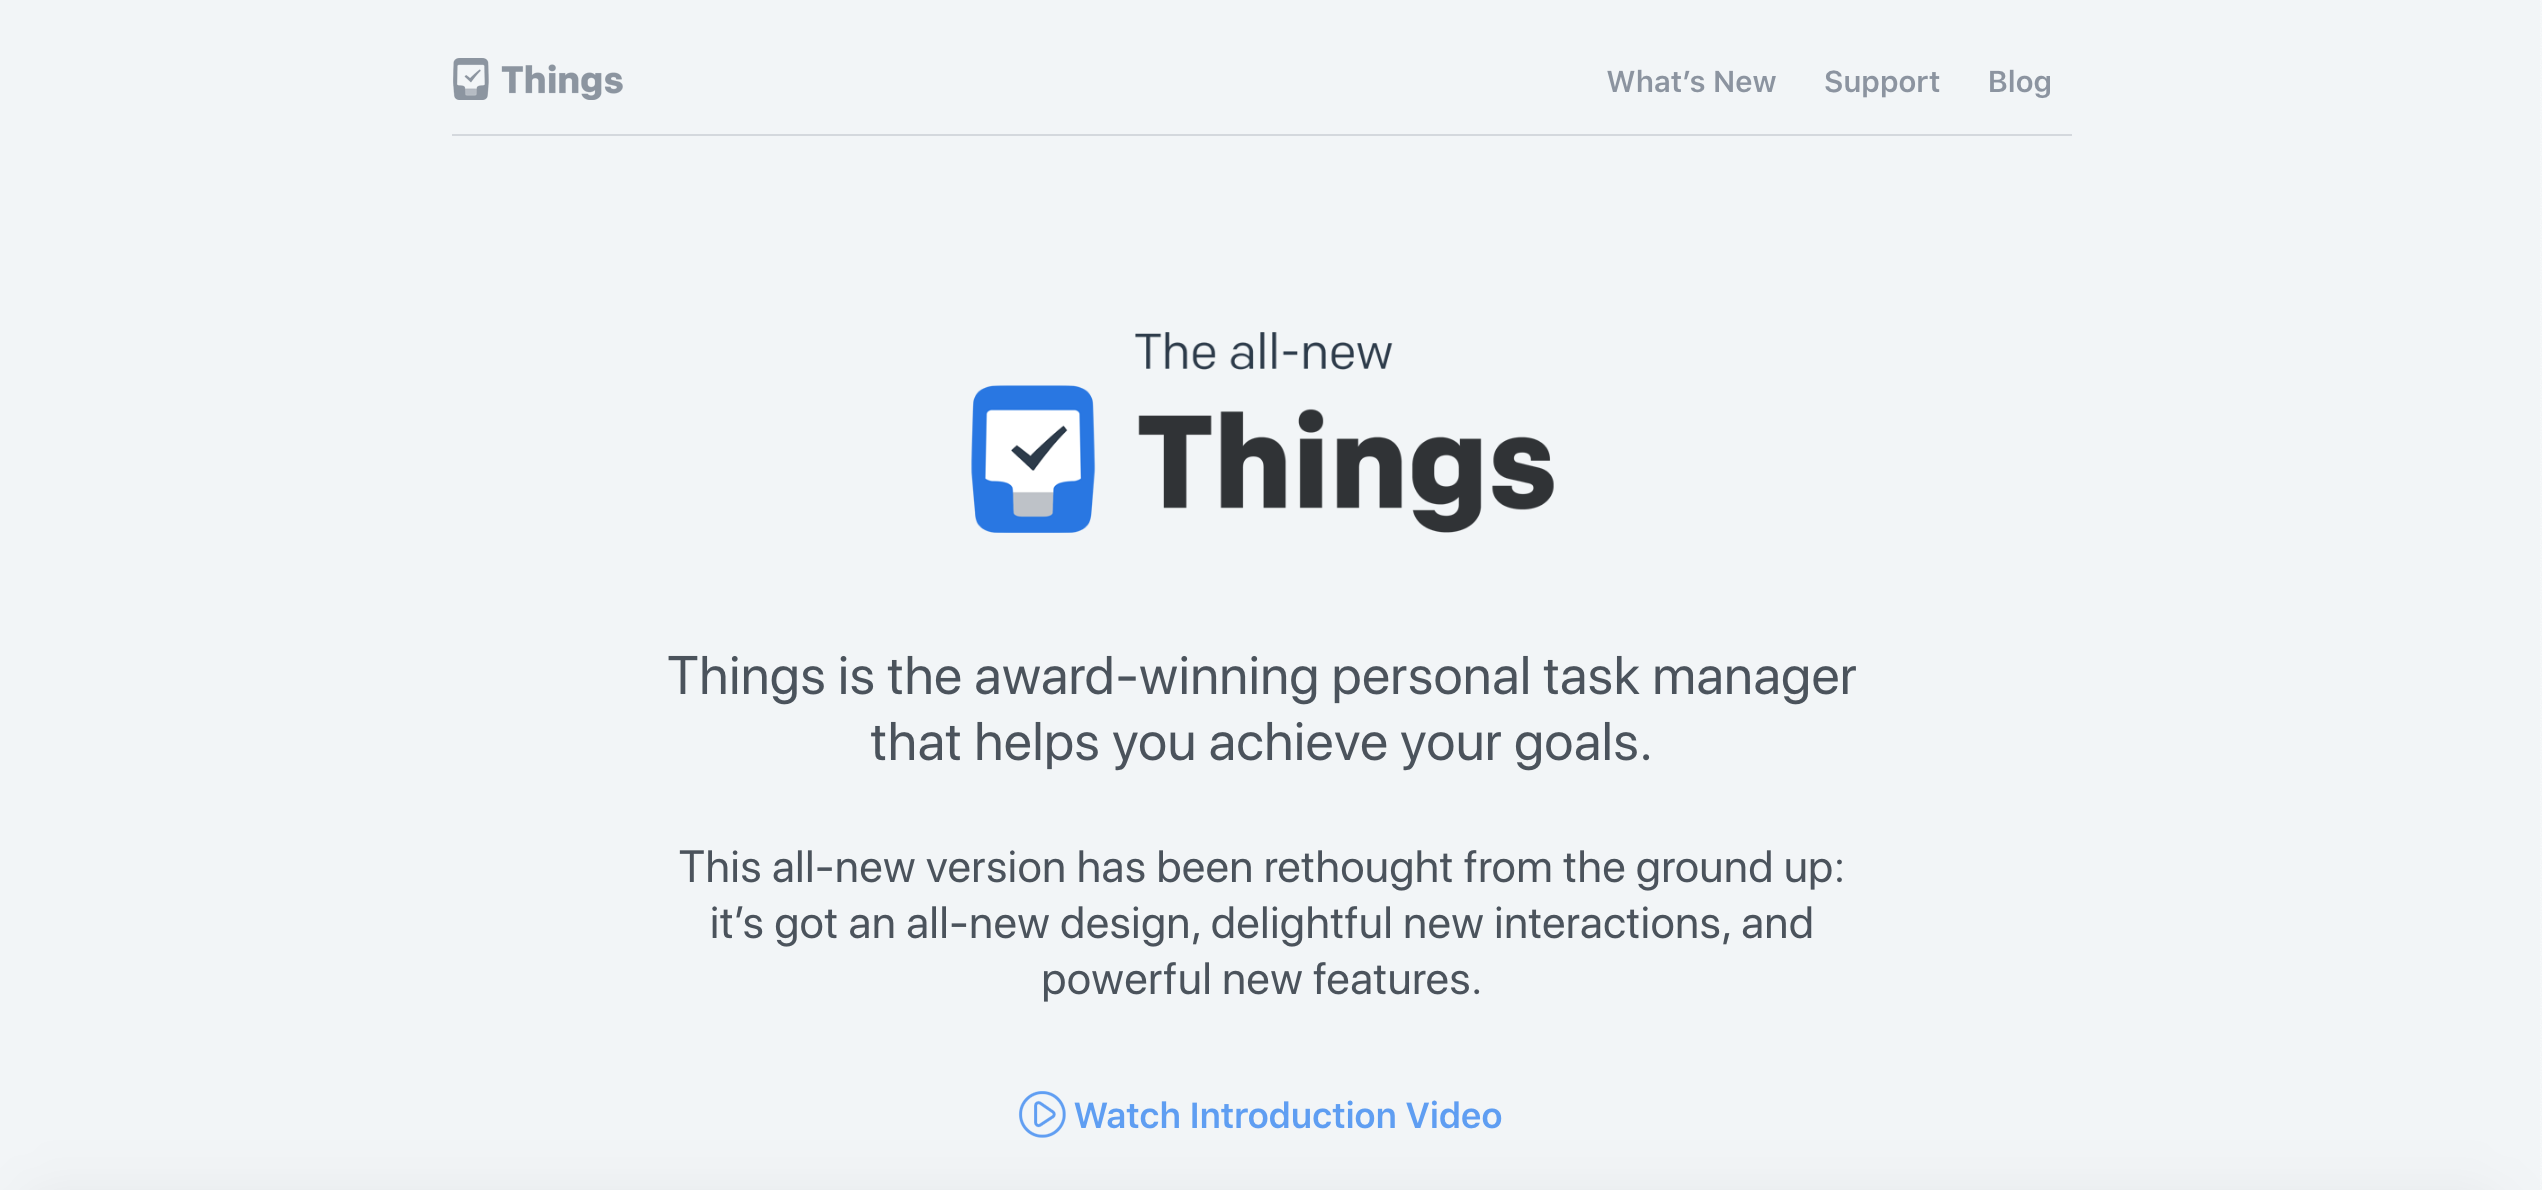 Things
What’s New
Support
Blog
The all-new
Things
Things is the award-winning personal task manager
that helps you achieve your goals.
This all-new version has been rethought from the ground up:
it’s got an all-new design, delightful new interactions, and
powerful new features.
Watch Introduction Video